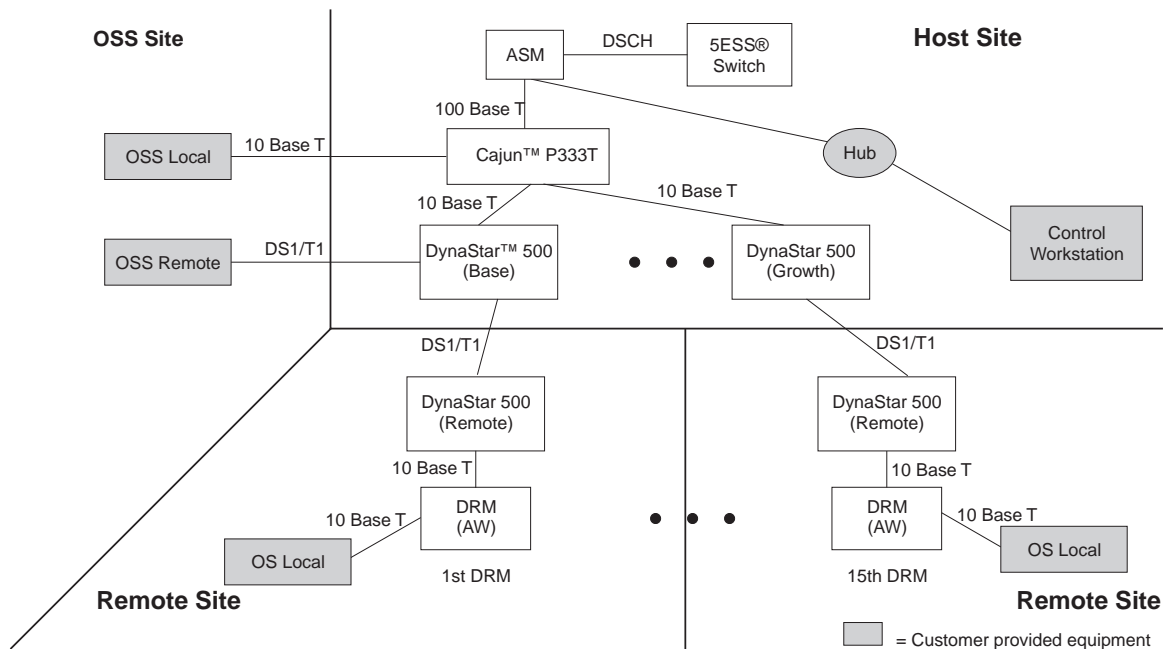 OSS Site
Host Site
ASM
DSCH
5ESS®
Switch
100 Base T
OSS Local
10 Base T
Cajun™ P333T
Hub
10 Base T
10 Base T
Control
Workstation
OSS Remote
DS1/T1
DynaStar™ 500
(Base)
DynaStar 500
(Growth)
DS1/T1
DS1/T1
DynaStar 500
(Remote)
DynaStar 500
(Remote)
10 Base T
10 Base T
DRM
(AW)
DRM
(AW)
10 Base T
10 Base T
OS Local
OS Local
1st DRM
15th DRM
Remote Site
Remote Site
= Customer provided equipment